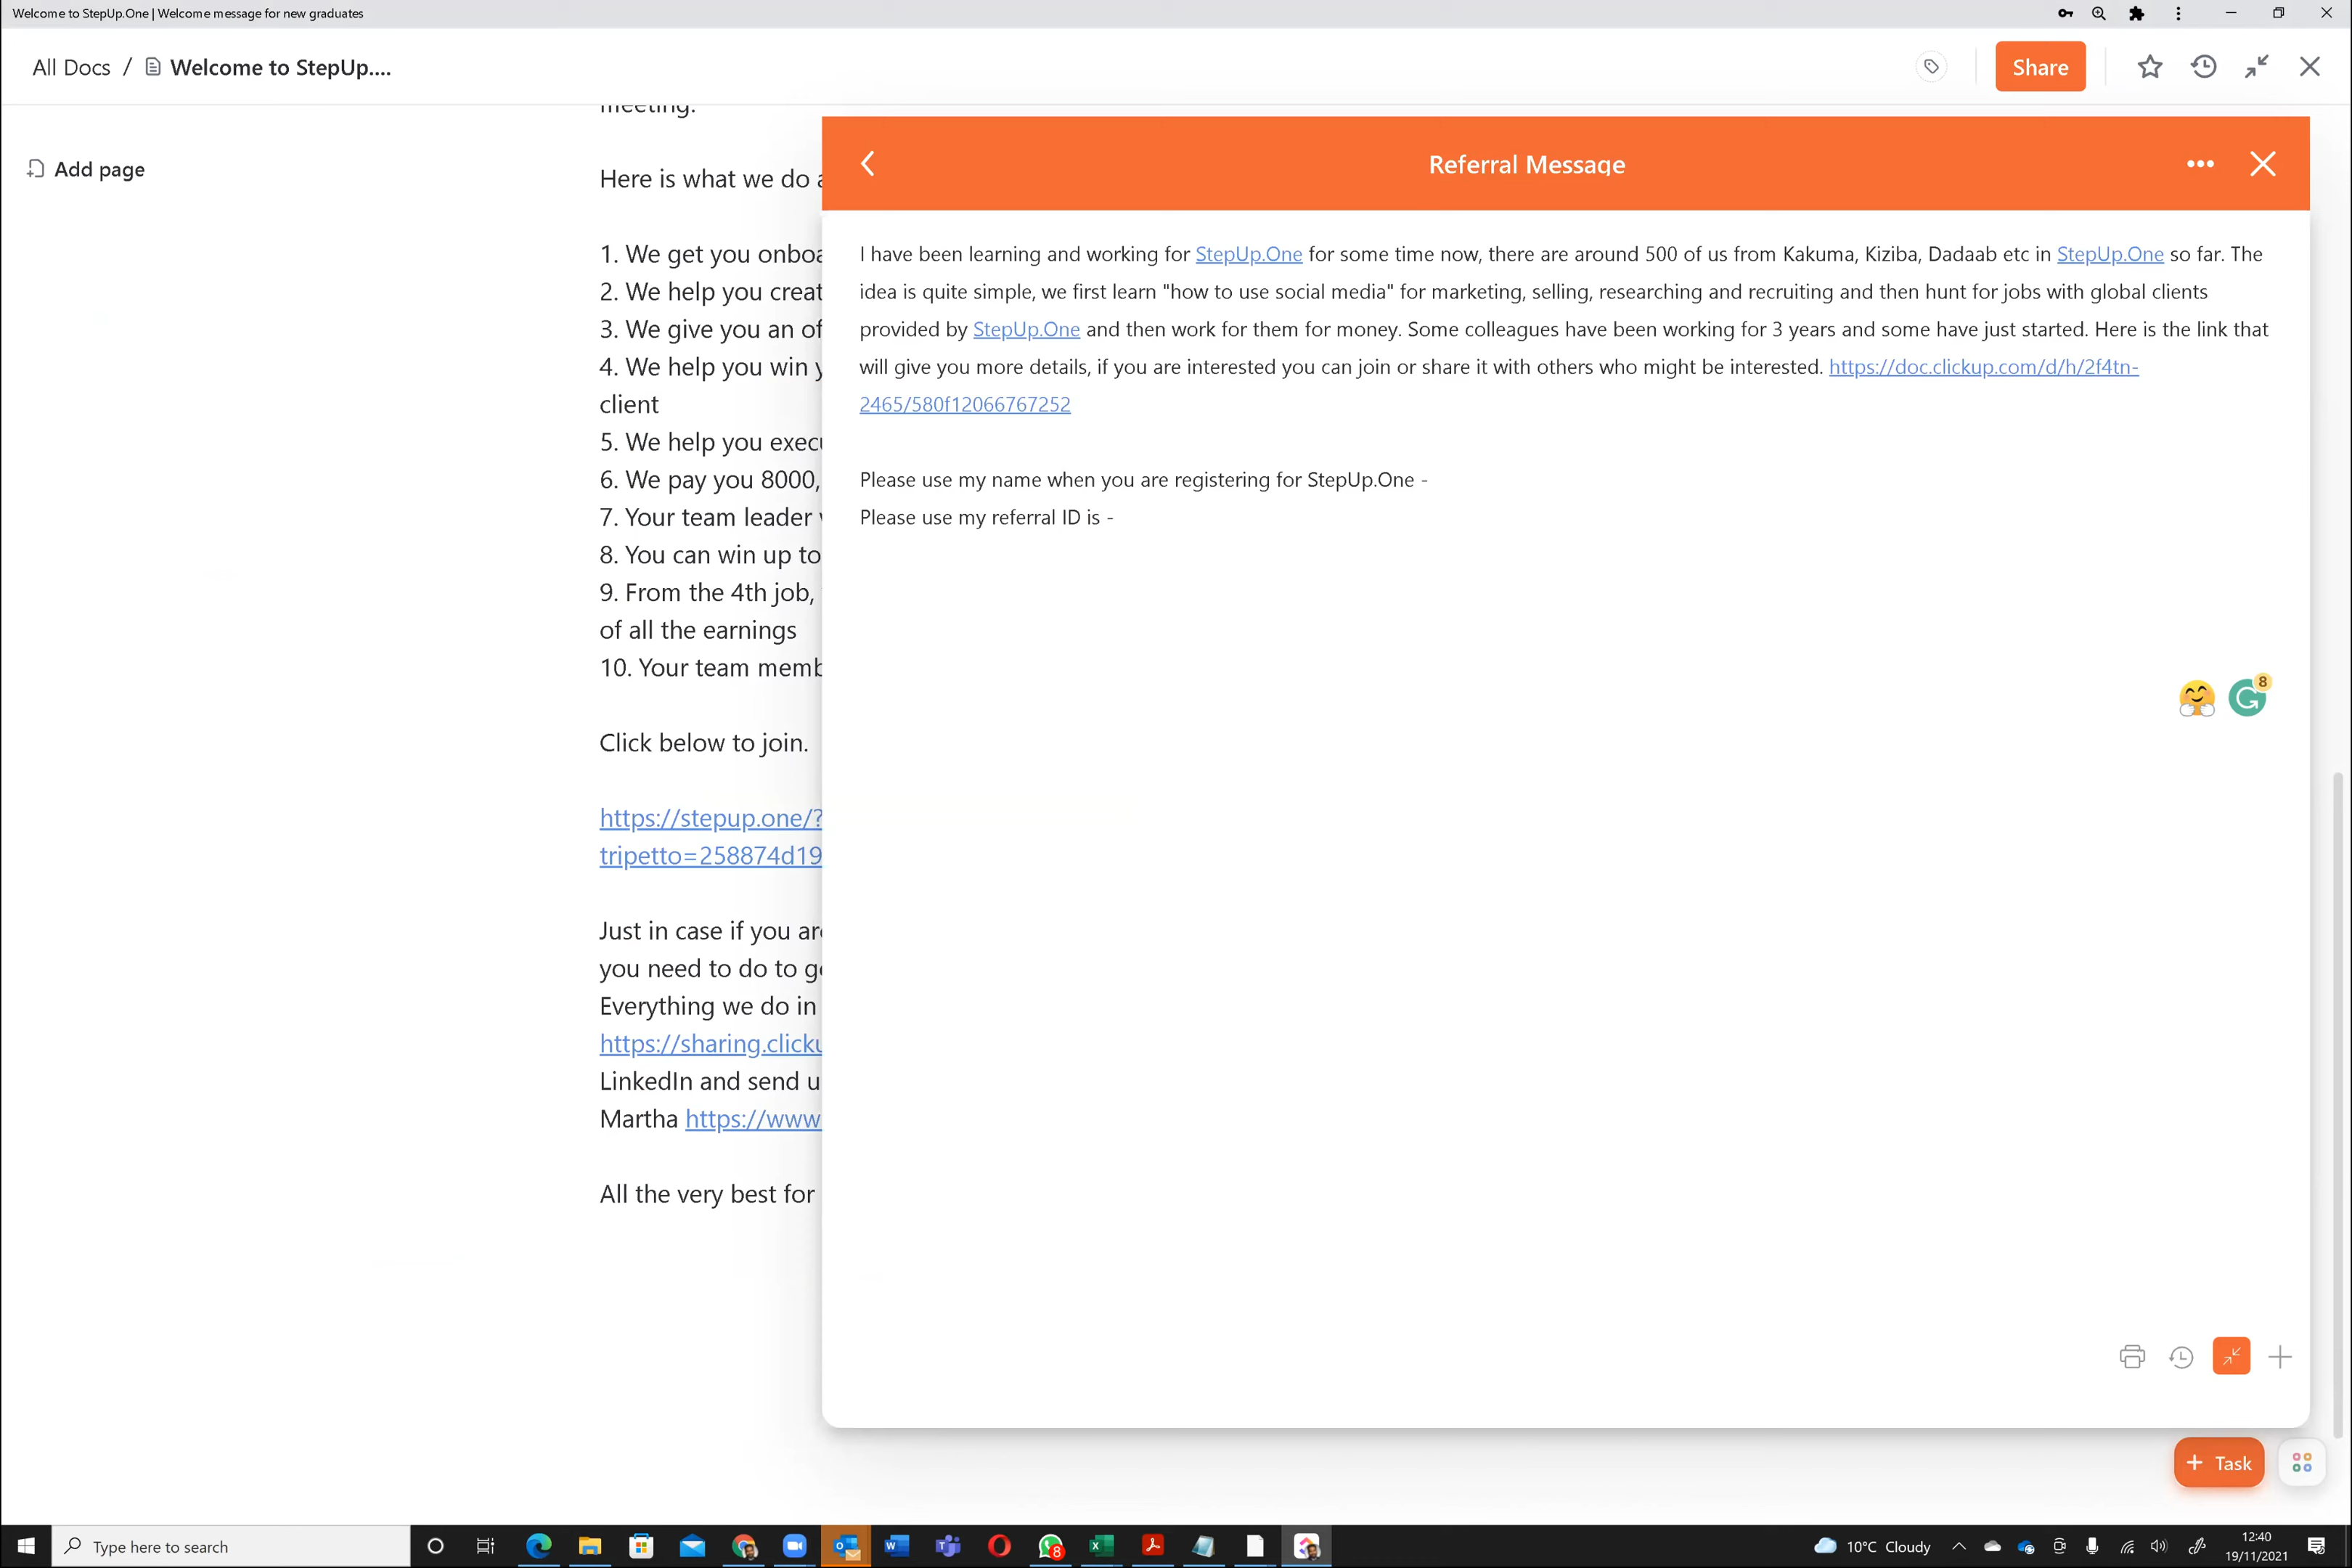 Welcome to StepUp.One | Welcome message for new graduates
All Docs / Welcome to StepUp....
Share
Add page
meeting.
Here is what we do a
1. We get you onboa
2. We help you creat
3. We give you an of
4. We help you win y
client
5. We help you execu
6. We pay you 8000,
7. Your team leader
8. You can win up to
9. From the 4th job,
of all the earnings
10. Your team memb
Click below to join.
https://stepup.one/?
tripetto=258874d19
Just in case if you are
you need to do to ge
Everything we do in
https://sharing.clicku
LinkedIn and send u
Martha https://www
All the very best for
Referral Message
I have been learning and working for StepUp.One for some time now, there are around 500 of us from Kakuma, Kiziba, Dadaab etc in StepUp.One so far. The
idea is quite simple, we first learn "how to use social media" for marketing, selling, researching and recruiting and then hunt for jobs with global clients
provided by StepUp.One and then work for them for money. Some colleagues have been working for 3 years and some have just started. Here is the link that
will give you more details, if you are interested you can join or share it with others who might be interested. https://doc.clickup.com/d/h/2f4tn-
2465/580f12066767252
Please use my name when you are registering for StepUp.One -
Please use my referral ID is -
8
+ Task
Type here to search
8
10°C Cloudy
12:40
19/11/2021